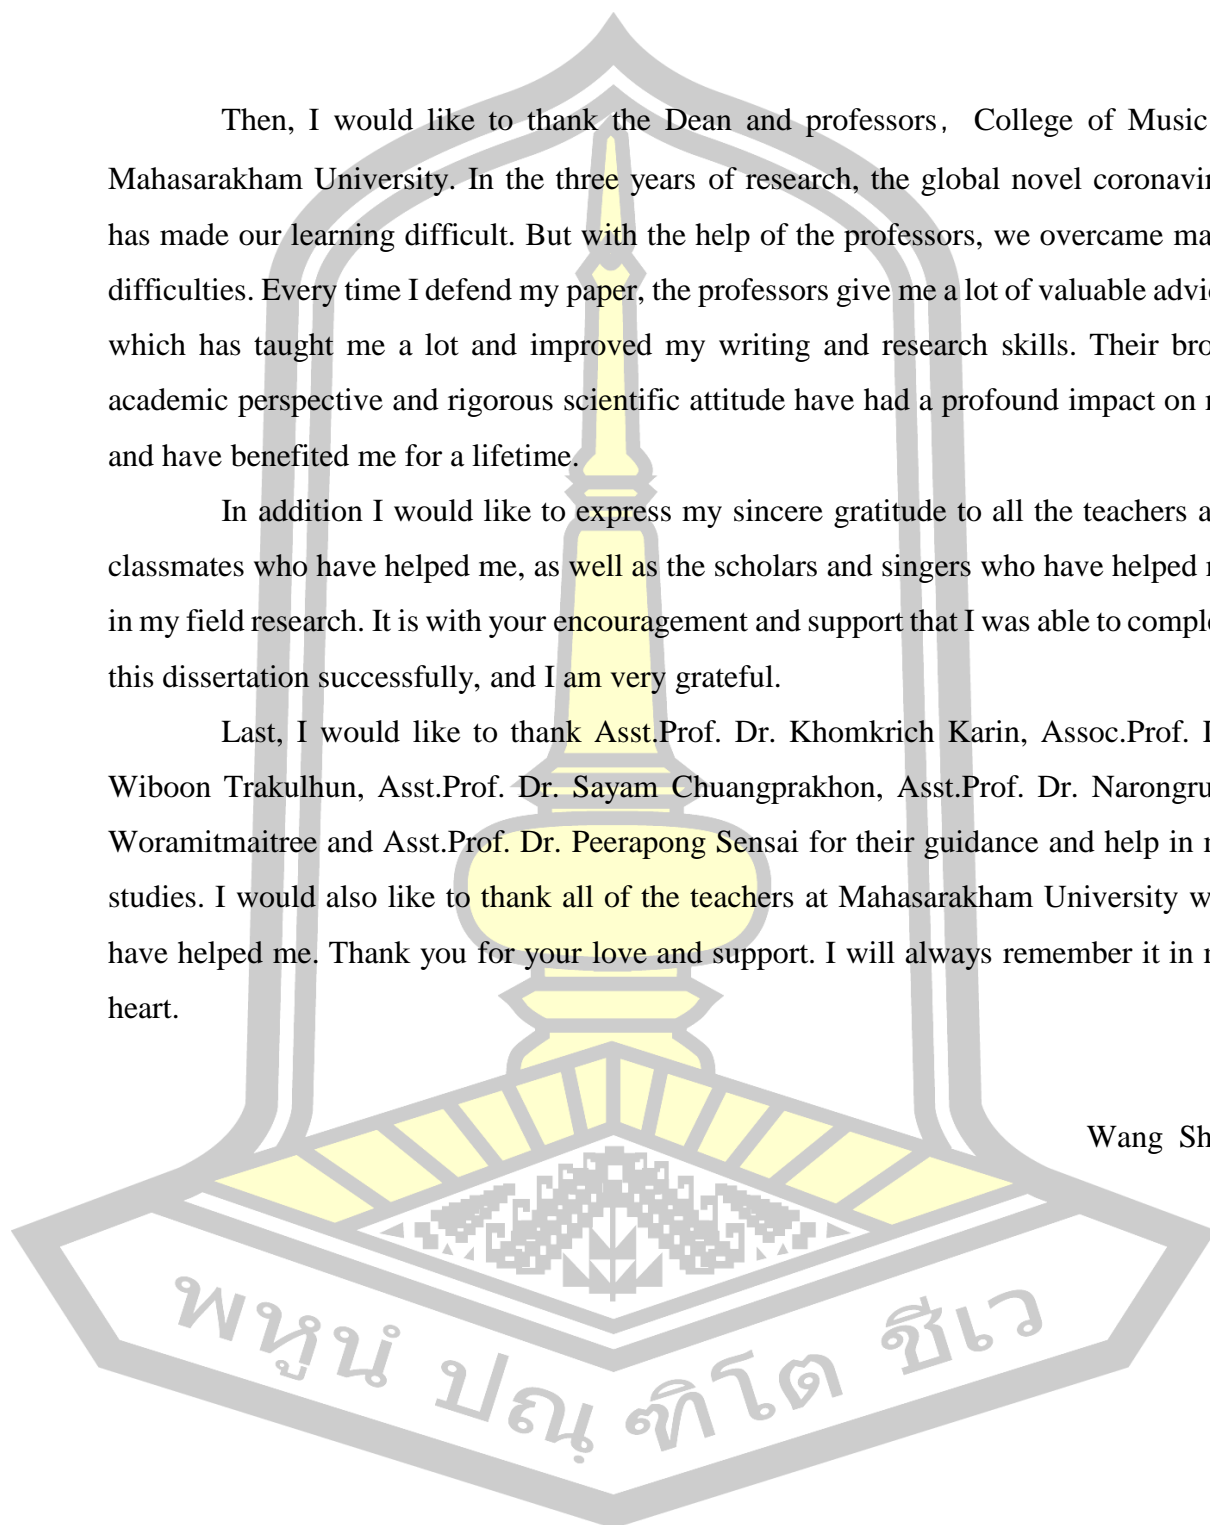 Then, I would like to thank the Dean and professors， College of Music
Mahasarakham University. In the three years of research, the global novel
has made our learning difficult. But with the help of the professors, we overcame
difficulties. Every time I defend my paper, the professors give me a lot of valuable
which has taught me a lot and improved my writing and research skills. Their
academic perspective and rigorous scientific attitude have had a profound impact on
and have benefited me for a lifetime.
In addition I would like to express my sincere gratitude to all the teachers
classmates who have helped me, as well as the scholars and singers who have helped
in my field research. It is with your encouragement and support that I was able to
this dissertation successfully, and I am very grateful.
Last, I would like to thank Asst.Prof. Dr. Khomkrich Karin, Assoc.Prof.
Wiboon Trakulhun, Asst.Prof. Dr. Sayam Chuangprakhon, Asst.Prof. Dr.
Woramitmaitree and Asst.Prof. Dr. Peerapong Sensai for their guidance and help in
studies. I would also like to thank all of the teachers at Mahasarakham University
have helped me. Thank you for your love and support. I will always remember it in
heart.
Wang
พหูนํ ปณฺฑิโต ชีเว